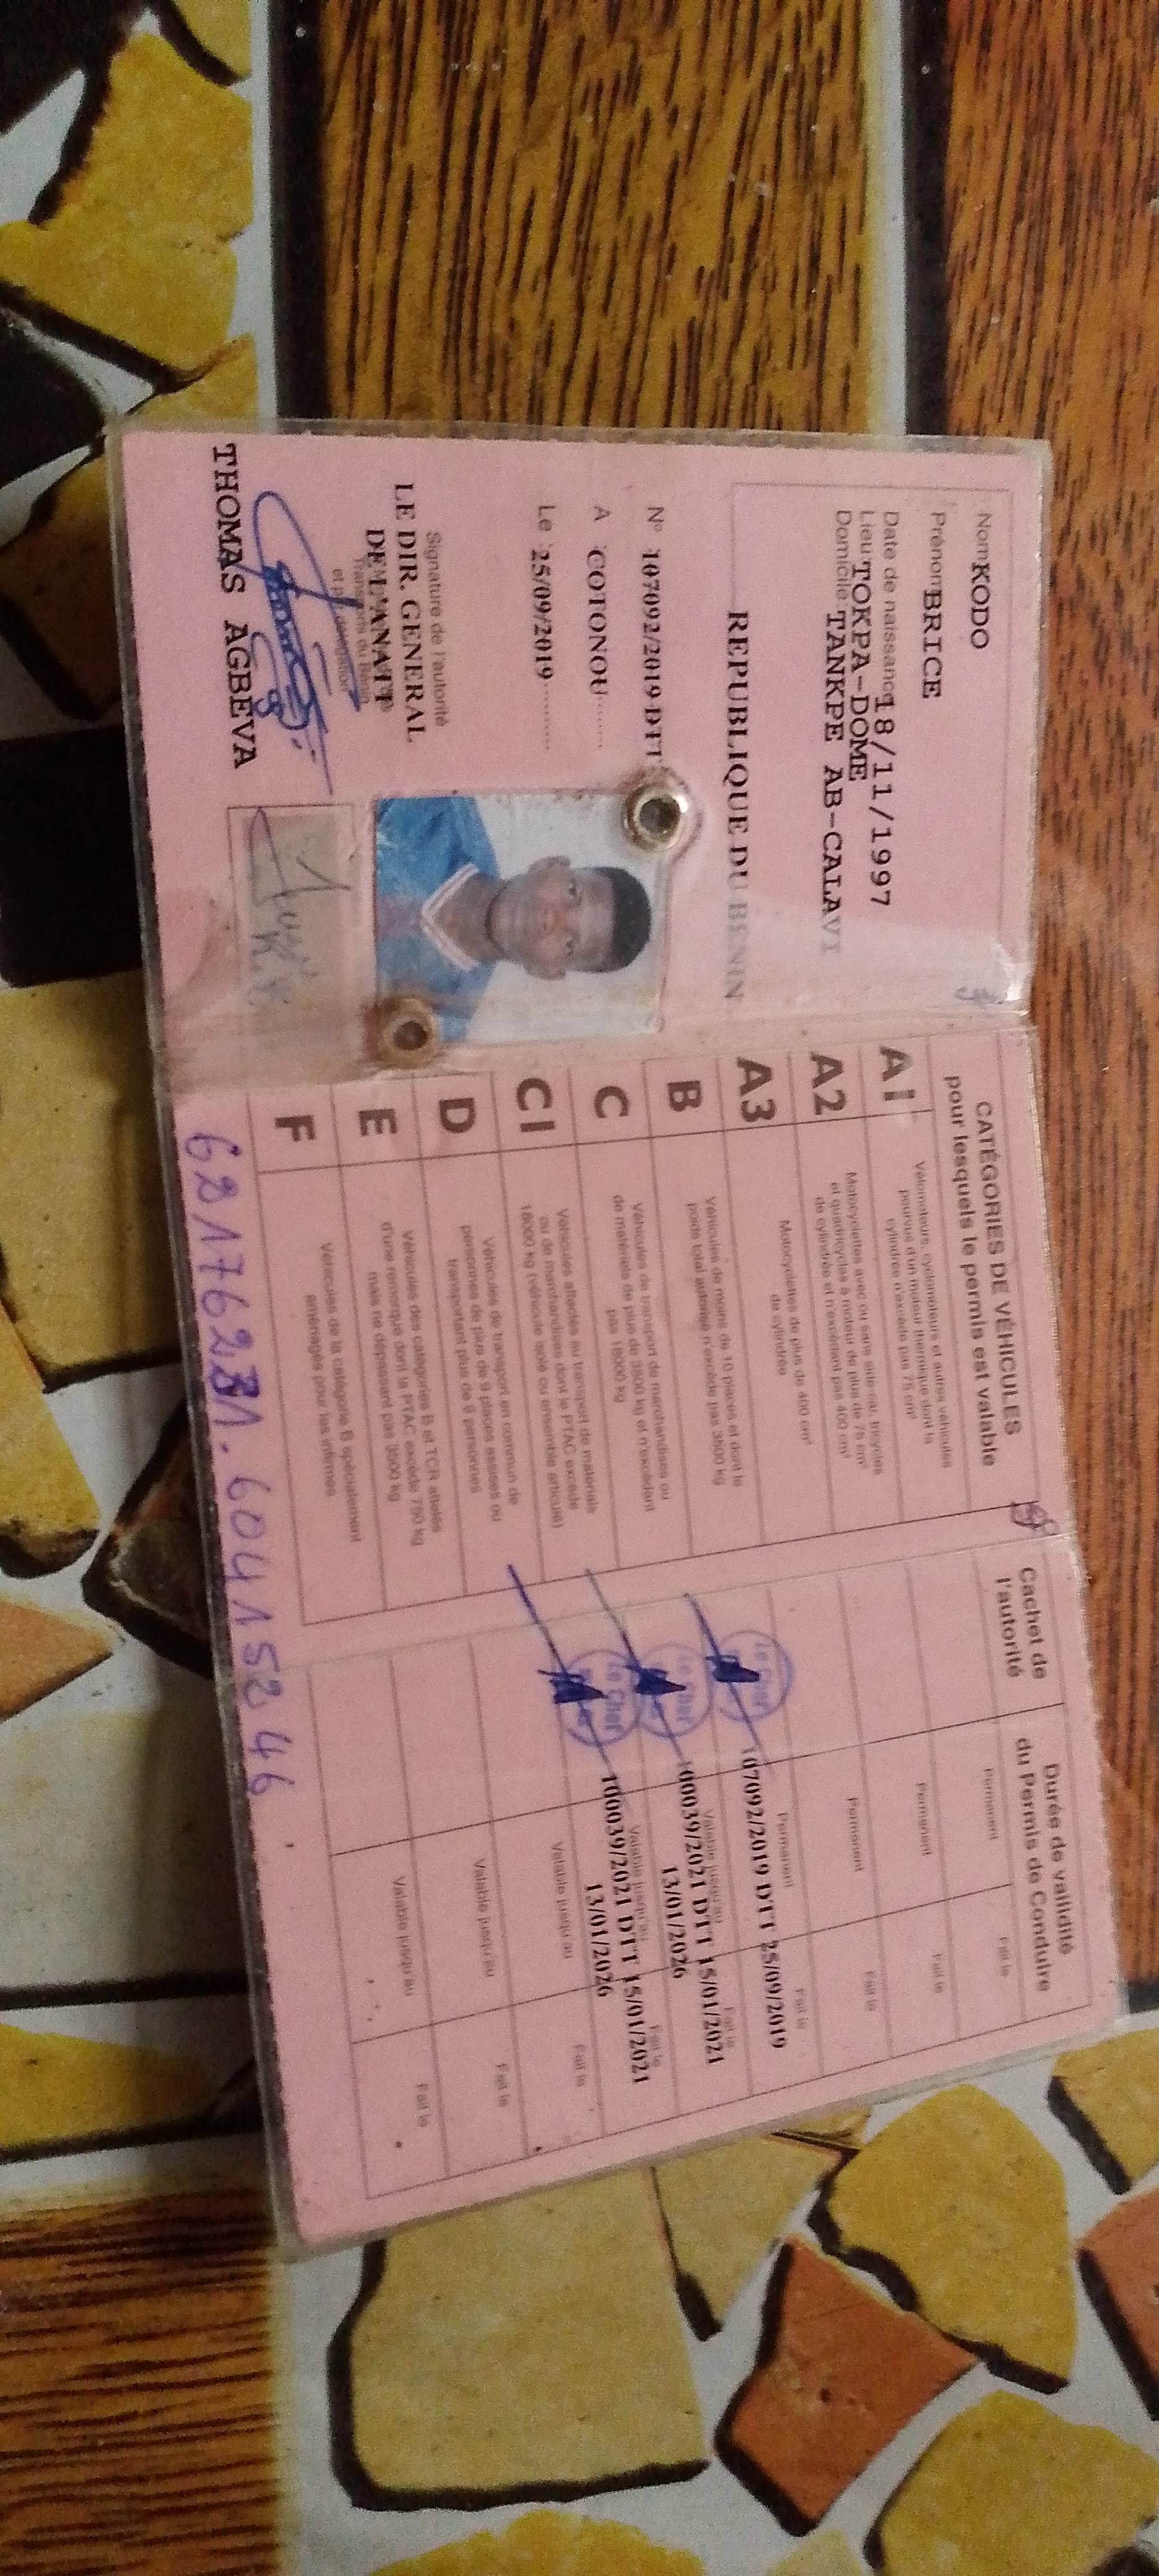 Nom KODO
Prénom BRICE
Date de naissance 18/11/1997
Lieu: TOKPA-DOME
Domicile TANKPE AB-CALAVI
REPUBLIQUE DU BENIN
N° 107092/2019 DTT
A COTONOU
Le 25/09/2019
Signature de l'autorité
LE DIR. GENERAL
DE L'ANATT
et par délégation
THOMAS AGBEVA
CATÉGORIES DE VÉHICULES
pour lesquels le permis est valable
A1
Vélomoteurs, cyclomoteurs et autres véhicules
pourvus d'un moteur thermique dont la
cylindrée n'excède pas 75 cm³
A2
Motocyclettes avec ou sans side-car, tricycles
et quadricycles à moteur de plus de 75 cm³
de cylindrée et n'excédant pas 400 cm³
A3
Motocyclettes de plus de 400 cm³
de cylindrée
B
Véhicules de moins de 10 places et dont le
poids total autorisé n'excède pas 3500 kg
C
Véhicules de transport de marchandises ou
de matériels de plus de 3500 kg et n'excédant
pas 18000 kg
C1
Véhicules affectés au transport de matériels
ou de marchandises dont le PTAC excède
18000 kg (véhicule isolé ou ensemble articulé)
D
Véhicules de transport en commun de
personnes de plus de 9 places assises ou
transportant plus de 9 personnes
E
Véhicules des catégories B et TCR attelés
d'une remorque dont la PTAC excède 750 kg
mais ne dépassant pas 3500 kg
F
Véhicules de la catégorie B spécialement
aménagés pour les infirmes
Cachet de
l'autorité
Durée de validité
du Permis de Conduire
Permanent
Fait le
Permanent
Fait le
Permanent
Fait le
Permanent
Fait le
Le Chef
107092/2019 DTT 25/09/2019
Valable jusqu'au
Fait le
Le Chef
100039/2021 DTT 15/01/2021
13/01/2026
Valable jusqu'au
Fait le
Le Chef
100039/2021 DTT 15/01/2021
13/01/2026
Valable jusqu'au
Fait le
Valable jusqu'au
Fait le
Valable jusqu'au
Fait le